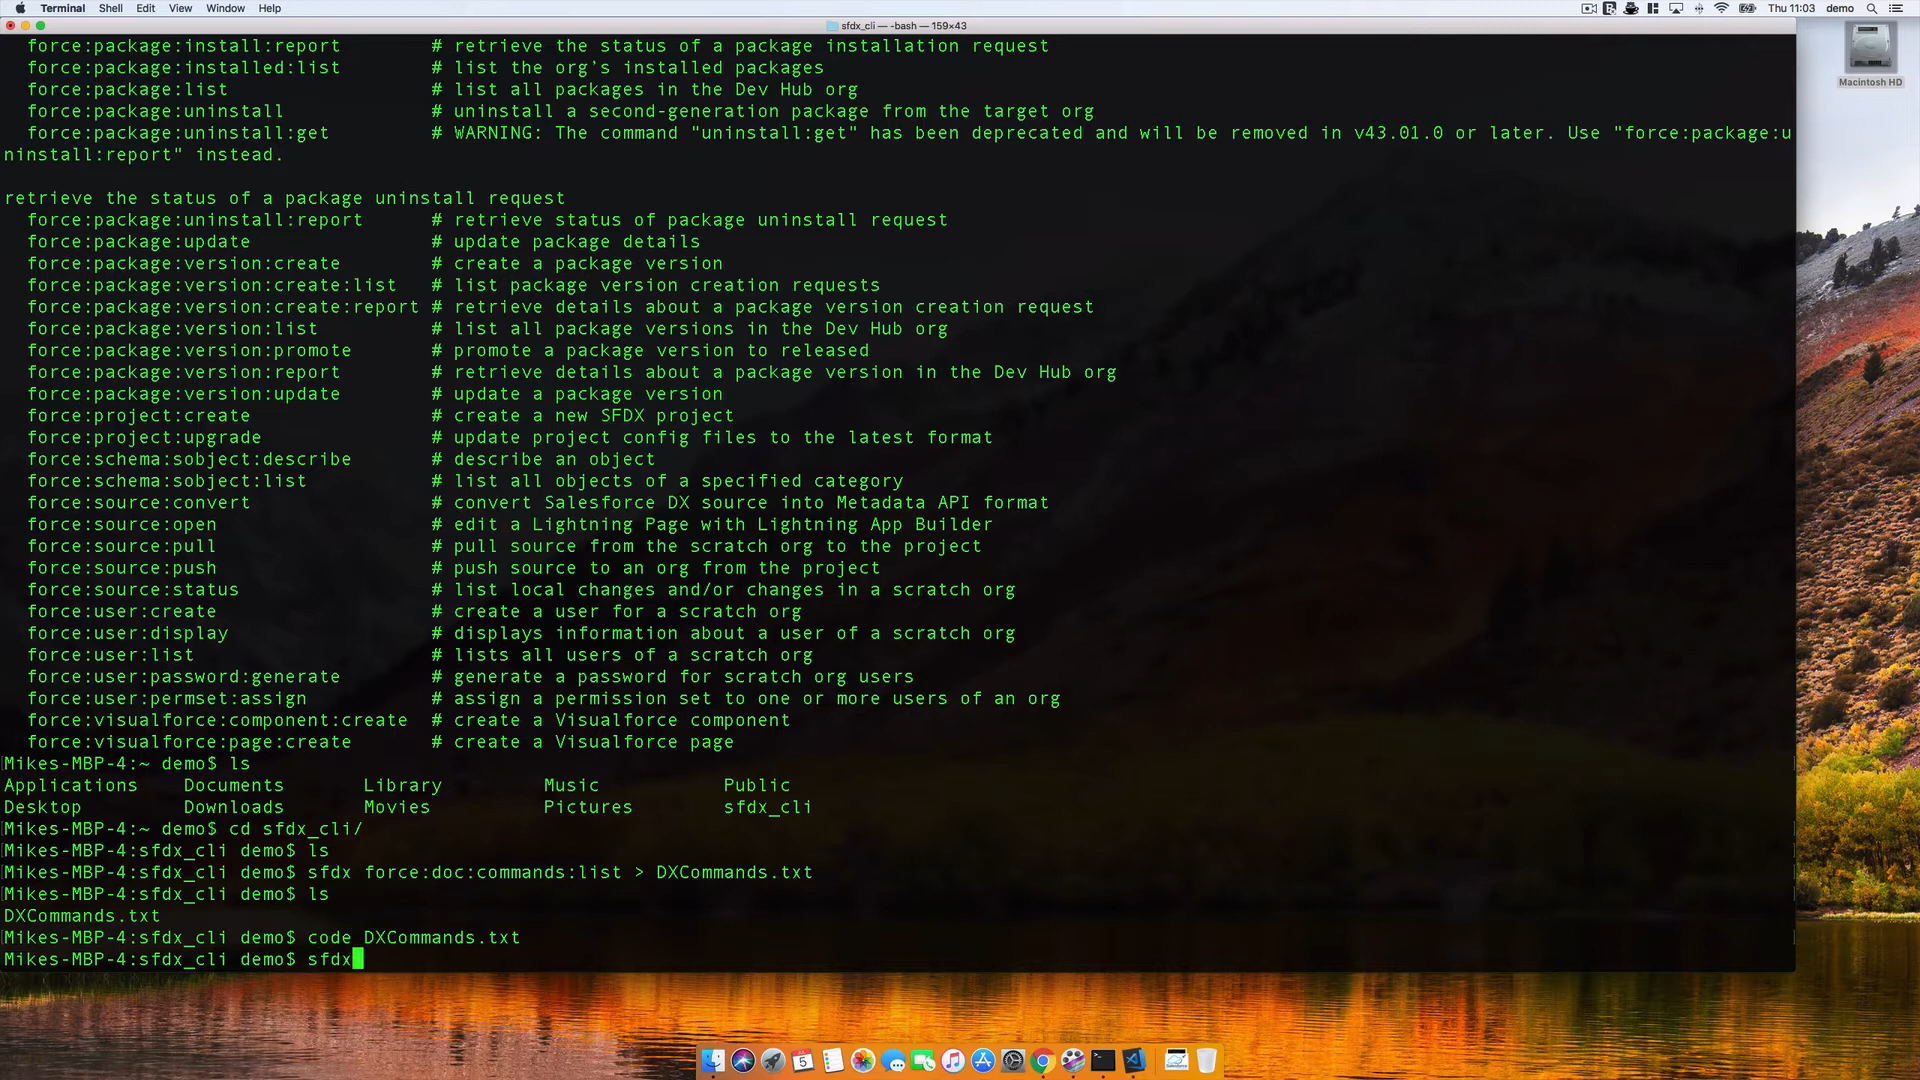 Terminal Shell Edit View Window Help Thu 11:03 demo
sfdx_cli — -bash — 159×43
Macintosh HD
force:package:install:report # retrieve the status of a package installation request
force:package:installed:list # list the org's installed packages
force:package:list # list all packages in the Dev Hub org
force:package:uninstall # uninstall a second-generation package from the target org
force:package:uninstall:get # WARNING: The command "uninstall:get" has been deprecated and will be removed in v43.01.0 or later. Use "force:package:u
ninstall:report" instead.
retrieve the status of a package uninstall request
force:package:uninstall:report # retrieve status of package uninstall request
force:package:update # update package details
force:package:version:create # create a package version
force:package:version:create:list # list package version creation requests
force:package:version:create:report # retrieve details about a package version creation request
force:package:version:list # list all package versions in the Dev Hub org
force:package:version:promote # promote a package version to released
force:package:version:report # retrieve details about a package version in the Dev Hub org
force:package:version:update # update a package version
force:project:create # create a new SFDX project
force:project:upgrade # update project config files to the latest format
force:schema:sobject:describe # describe an object
force:schema:sobject:list # list all objects of a specified category
force:source:convert # convert Salesforce DX source into Metadata API format
force:source:open # edit a Lightning Page with Lightning App Builder
force:source:pull # pull source from the scratch org to the project
force:source:push # push source to an org from the project
force:source:status # list local changes and/or changes in a scratch org
force:user:create # create a user for a scratch org
force:user:display # displays information about a user of a scratch org
force:user:list # lists all users of a scratch org
force:user:password:generate # generate a password for scratch org users
force:user:permset:assign # assign a permission set to one or more users of an org
force:visualforce:component:create # create a Visualforce component
force:visualforce:page:create # create a Visualforce page
Mikes-MBP-4:~ demo$ ls
Applications Documents Library Music Public
Desktop Downloads Movies Pictures sfdx_cli
Mikes-MBP-4:~ demo$ cd sfdx_cli/
Mikes-MBP-4:sfdx_cli demo$ ls
Mikes-MBP-4:sfdx_cli demo$ sfdx force:doc:commands:list > DXCommands.txt
Mikes-MBP-4:sfdx_cli demo$ ls
DXCommands.txt
Mikes-MBP-4:sfdx_cli demo$ code DXCommands.txt
Mikes-MBP-4:sfdx_cli demo$ sfdx
5